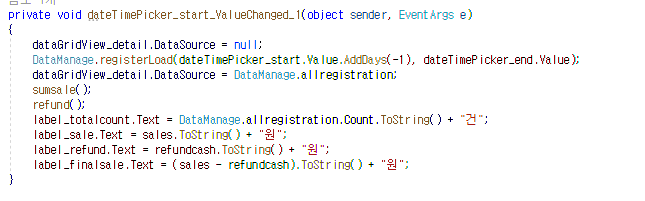 private void dateTimePicker_start_ValueChanged_1(object sender, EventArgs e)
{
dataGridView_detail.DataSource = null;
DataManage.registerLoad(dateTimePicker_start.Value.AddDays(-1), dateTimePicker_end.Value);
dataGridView_detail.DataSource = DataManage.allregistration;
sumsale();
refund();
label_totalcount.Text = DataManage.allregistration.Count.ToString() + "건";
label_sale.Text = sales.ToString() + "원";
label_refund.Text = refundcash.ToString() + "원";
label_finalsale.Text = (sales - refundcash).ToString() + "원";
}